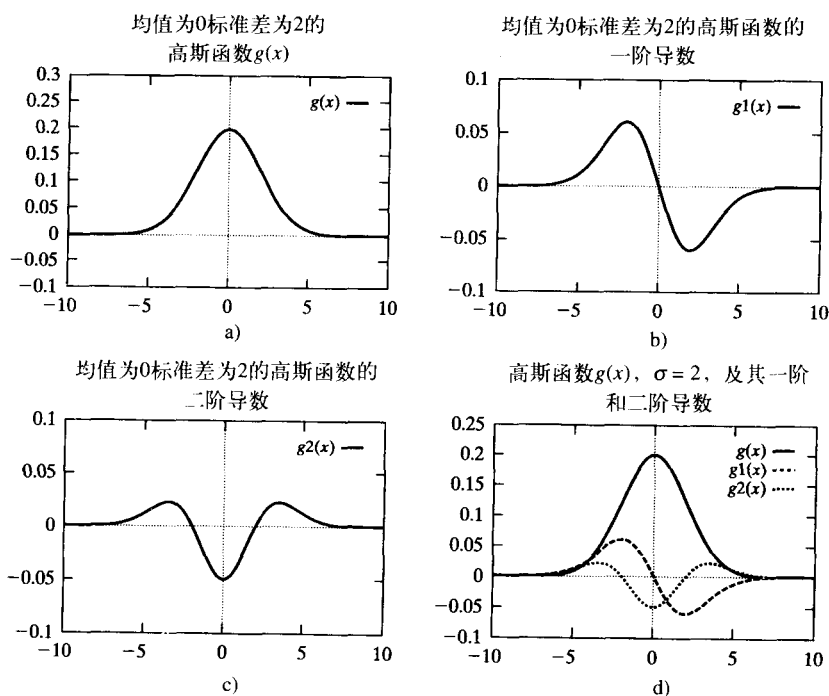 均值为0标准差为2的
高斯函数g(x)
0.3
0.25
0.20
0.15
0.10
0.05
0
−0.05
−0.1
g(x)
−10 −5 0 5 10
a)
均值为0标准差为2的高斯函数的
一阶导数
0.1
0.05
0
−0.05
−0.1
g1(x)
−10 −5 0 5 10
b)
均值为0标准差为2的高斯函数的
二阶导数
0.1
0.05
0
−0.05
−0.1
g2(x)
−10 −5 0 5 10
c)
高斯函数g(x)，σ = 2，及其一阶
和二阶导数
0.25
0.2
0.15
0.1
0.05
0
−0.05
−0.1
g(x)
g1(x)
g2(x)
−10 −5 0 5 10
d)